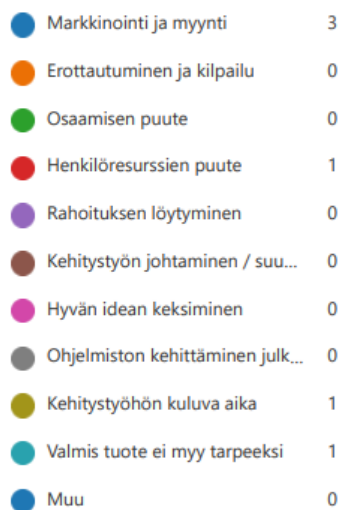 Markkinointi ja myynti 3
Erottautuminen ja kilpailu 0
Osaamisen puute 0
Henkilöresurssien puute 1
Rahoituksen löytyminen 0
Kehitystyön johtaminen / suu... 0
Hyvän idean keksiminen 0
Ohjelmiston kehittäminen julk... 0
Kehitystyöhön kuluva aika 1
Valmis tuote ei myy tarpeeksi 1
Muu 0